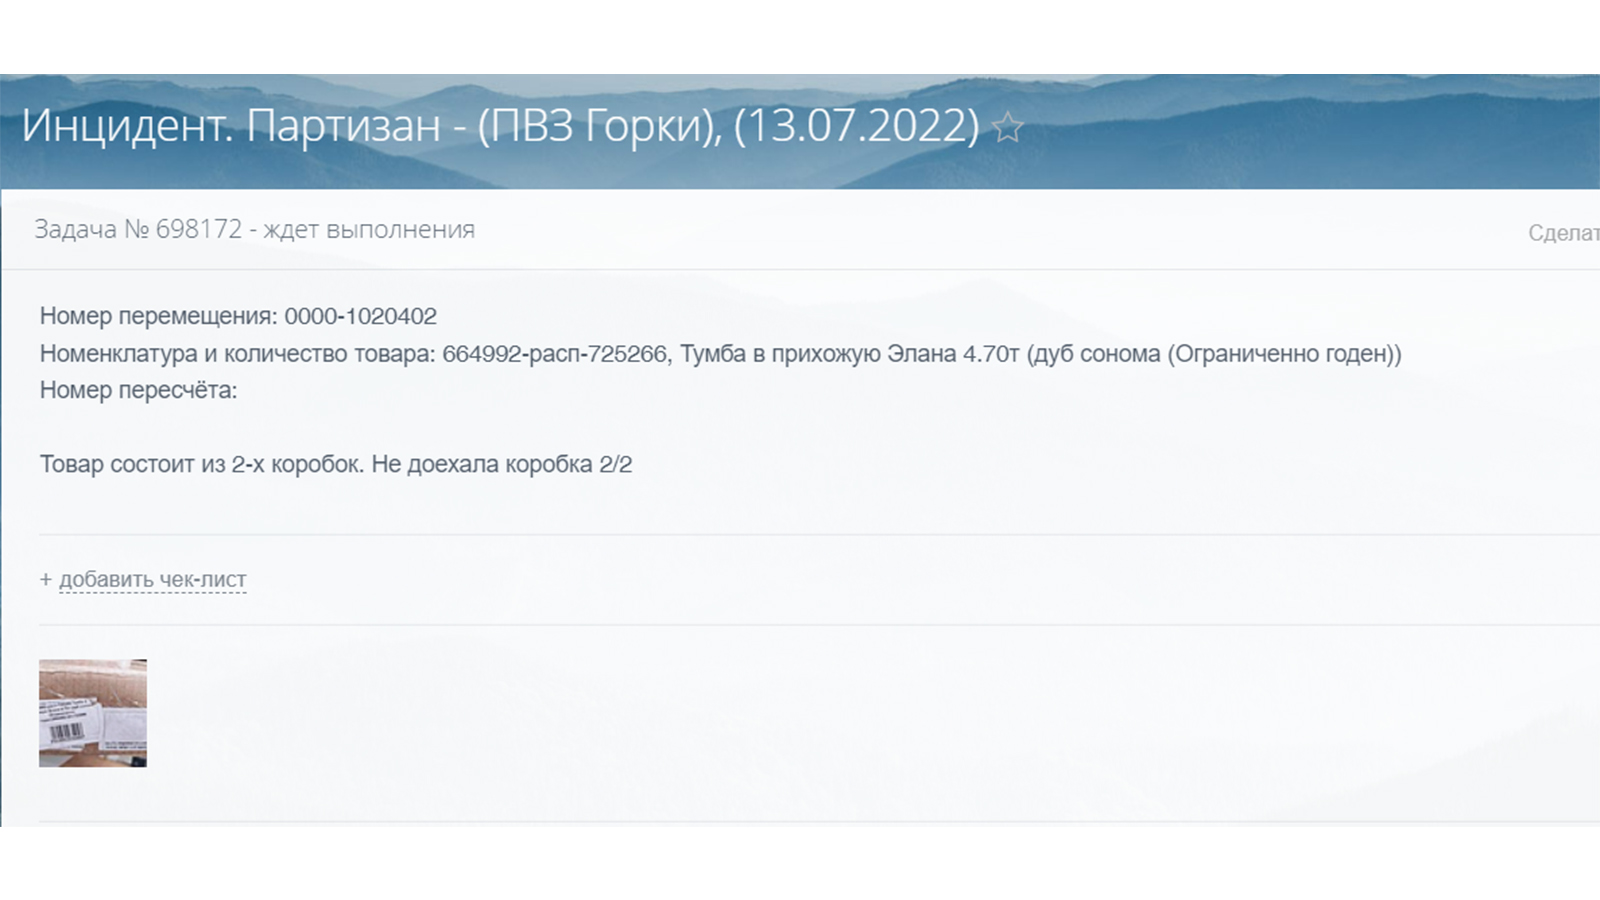 Инцидент. Партизан - (ПВЗ Горки), (13.07.2022)
Задача № 698172 - ждет выполнения
Сделат
Номер перемещения: 0000-1020402
Номенклатура и количество товара: 664992-расп-725266, Тумба в прихожую Элана 4.70т (дуб сонома (Ограниченно годен))
Номер пересчёта:
Товар состоит из 2-х коробок. Не доехала коробка 2/2
+ добавить чек-лист